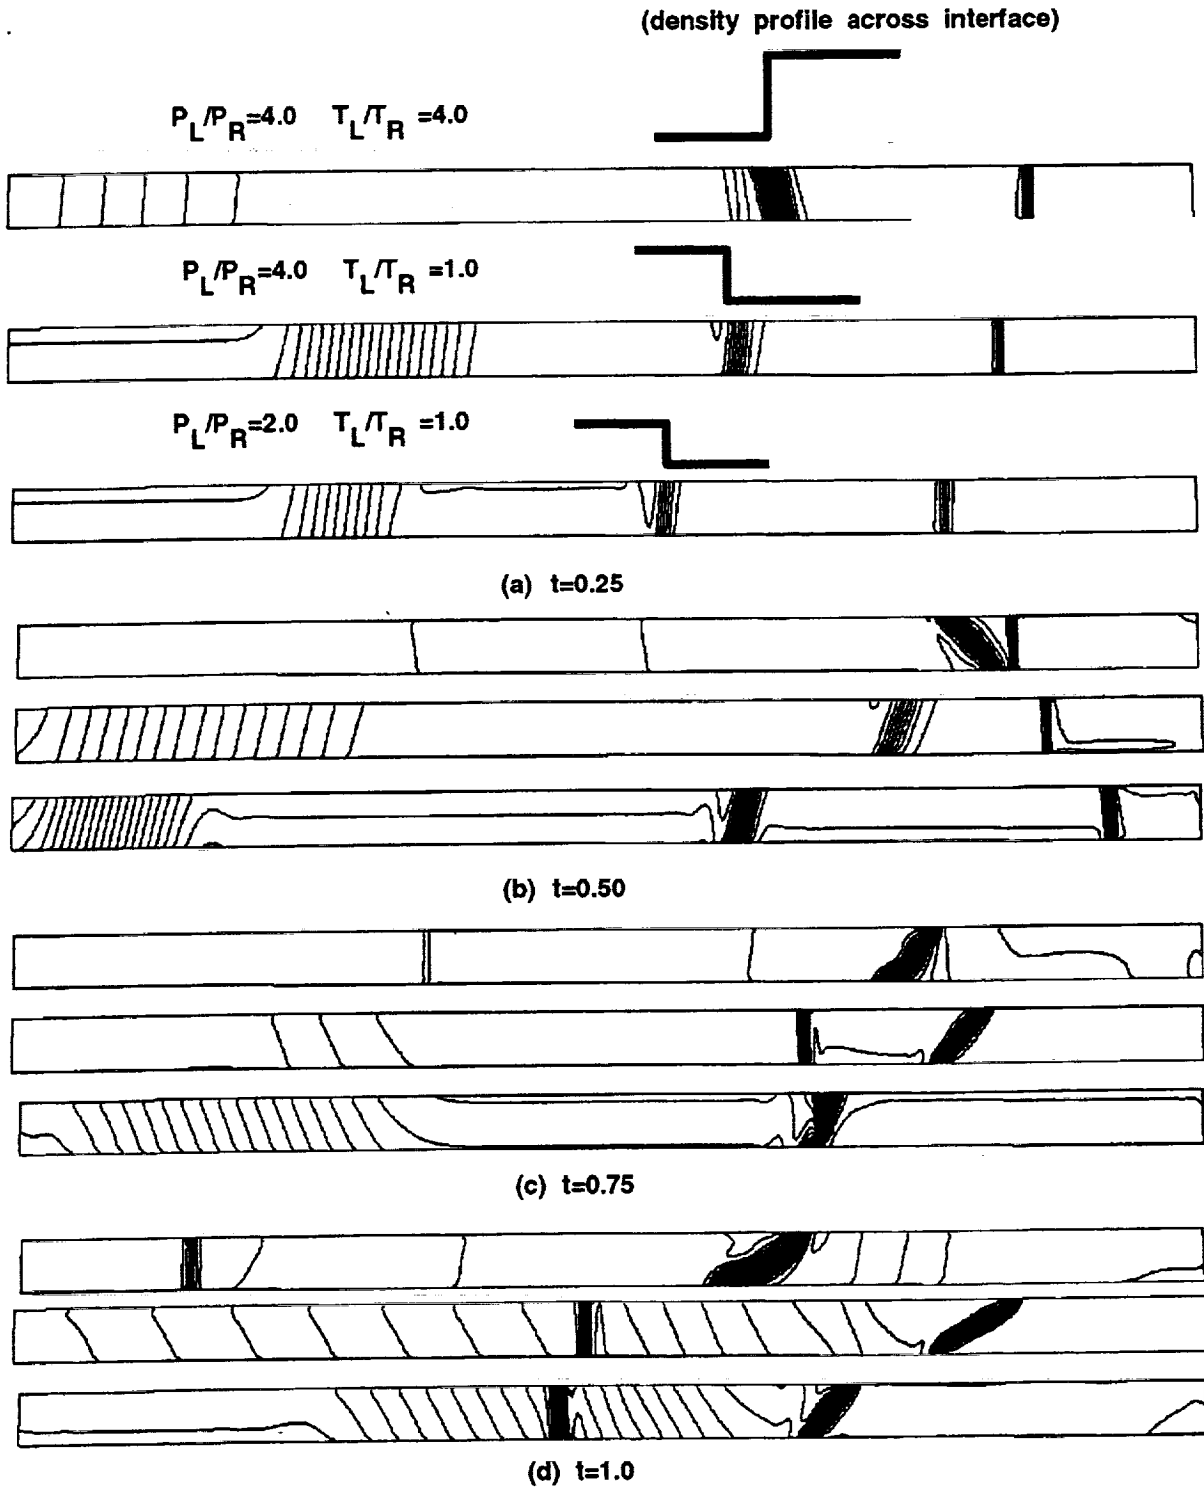 (density profile across interface)
P_L/P_R=4.0 T_L/T_R =4.0
P_L/P_R=4.0 T_L/T_R =1.0
P_L/P_R=2.0 T_L/T_R =1.0
(a) t=0.25
(b) t=0.50
(c) t=0.75
(d) t=1.0